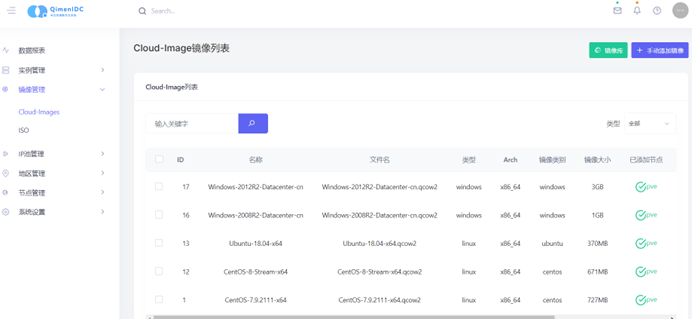 QimenIDC
Search...
数据报表
实例管理
镜像管理
Cloud-Images
ISO
IP池管理
地区管理
节点管理
系统设置
Cloud-Image镜像列表
镜像库
+ 手动添加镜像
Cloud-Image列表
输入关键字
类型 全部
ID 名称 文件名 类型 Arch 镜像类别 镜像大小 已添加节点
17 Windows-2012R2-Datacenter-cn Windows-2012R2-Datacenter-cn.qcow2 windows x86_64 windows 3GB pve
16 Windows-2008R2-Datacenter-cn Windows-2008R2-Datacenter-cn.qcow2 windows x86_64 windows 1GB pve
13 Ubuntu-18.04-x64 Ubuntu-18.04-x64.qcow2 linux x86_64 ubuntu 370MB pve
12 CentOS-8-Stream-x64 CentOS-8-Stream-x64.qcow2 linux x86_64 centos 671MB pve
1 CentOS-7.9.2111-x64 CentOS-7.9.2111-x64.qcow2 linux x86_64 centos 727MB pve